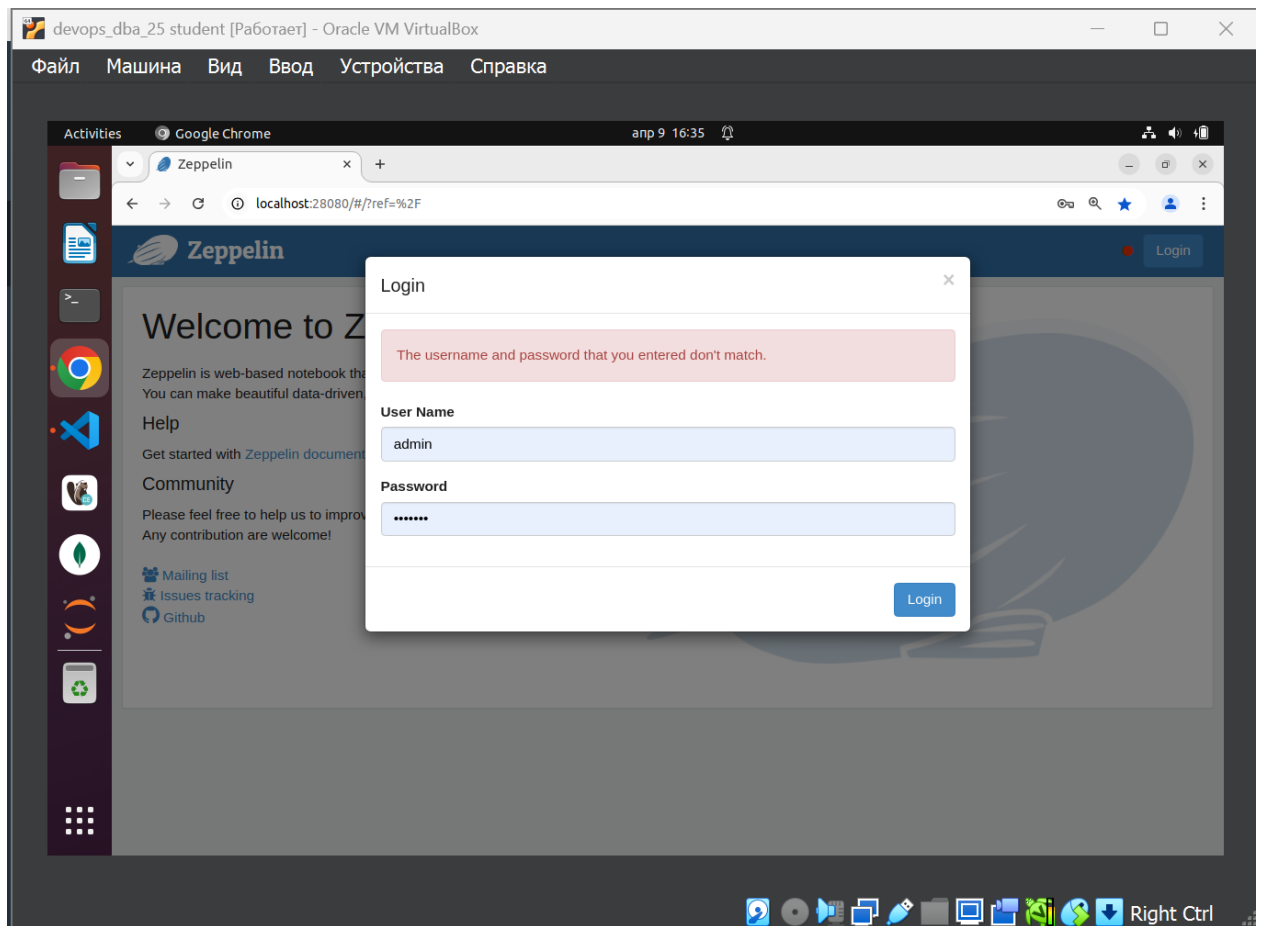 devops_dba_25 student [Работает] - Oracle VM VirtualBox
Файл Машина Вид Ввод Устройства Справка
Activities Google Chrome апр 9 16:35
Zeppelin
localhost:28080/#/?ref=%2F
Zeppelin Login
Login
Welcome to Z
The username and password that you entered don't match.
Zeppelin is web-based notebook tha
You can make beautiful data-driven,
User Name
Help
admin
Get started with Zeppelin document
Community
Password
Please feel free to help us to improv
Any contribution are welcome!
Mailing list
Issues tracking
Github
Login
Right Ctrl